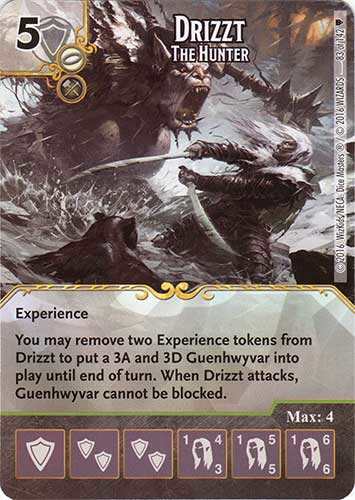 5
DRIZZT
THE HUNTER
83 of 142
© 2016 WIZARDS
© 2016 WizKids/NECA. Dice Masters ®/
Experience
You may remove two Experience tokens from
Drizzt to put a 3A and 3D Guenhwyvar into
play until end of turn. When Drizzt attacks,
Guenhwyvar cannot be blocked.
Max: 4
1 4 3
1 5 5
1 6 6